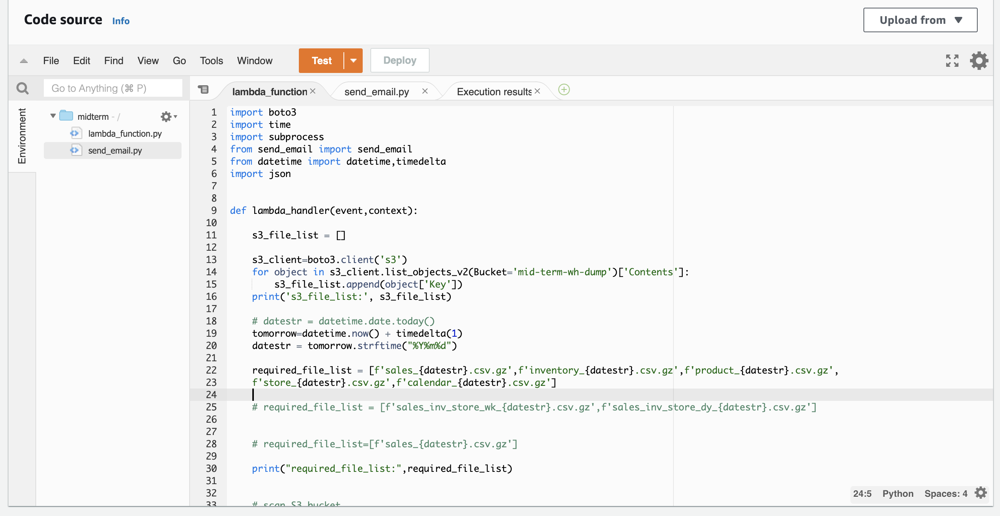 Code source Info
Upload from
File Edit Find View Go Tools Window Test Deploy
Go to Anything (⌘ P)
lambda_function send_email.py Execution results
Environment
midterm - /
lambda_function.py
send_email.py
1 import boto3
2 import time
3 import subprocess
4 from send_email import send_email
5 from datetime import datetime,timedelta
6 import json
7
8
9 def lambda_handler(event,context):
10
11     s3_file_list = []
12
13     s3_client=boto3.client('s3')
14     for object in s3_client.list_objects_v2(Bucket='mid-term-wh-dump')['Contents']:
15         s3_file_list.append(object['Key'])
16     print('s3_file_list:', s3_file_list)
17
18     # datestr = datetime.date.today()
19     tomorrow=datetime.now() + timedelta(1)
20     datestr = tomorrow.strftime("%Y%m%d")
21
22     required_file_list = [f'sales_{datestr}.csv.gz',f'inventory_{datestr}.csv.gz',f'product_{datestr}.csv.gz',
23     f'store_{datestr}.csv.gz',f'calendar_{datestr}.csv.gz']
24
25     # required_file_list = [f'sales_inv_store_wk_{datestr}.csv.gz',f'sales_inv_store_dy_{datestr}.csv.gz']
26
27
28     # required_file_list=[f'sales_{datestr}.csv.gz']
29
30     print("required_file_list:",required_file_list)
31
32
33     # scan S3 bucket
24:5 Python Spaces: 4